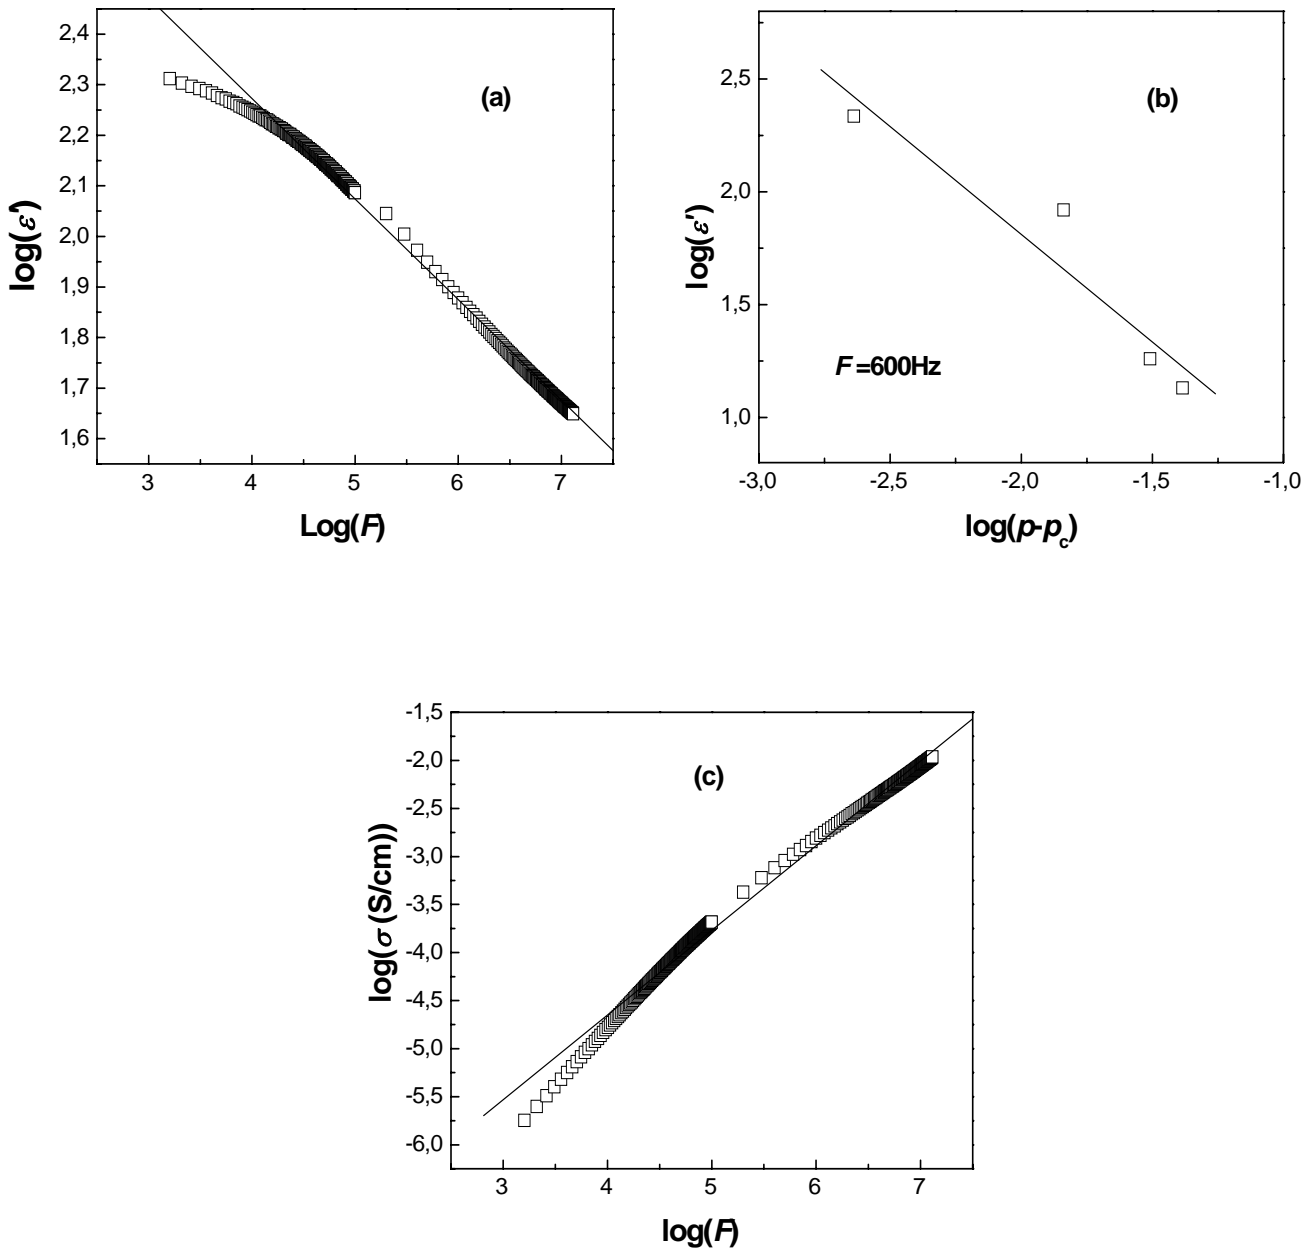 (a)
2,4
2,3
2,2
2,1
2,0
1,9
1,8
1,7
1,6
log(ε')
3 4 5 6 7
Log(F)
(b)
2,5
2,0
1,5
1,0
log(ε')
F=600Hz
-3,0 -2,5 -2,0 -1,5 -1,0
log(p-pc)
(c)
-1,5
-2,0
-2,5
-3,0
-3,5
-4,0
-4,5
-5,0
-5,5
-6,0
log(σ (S/cm))
3 4 5 6 7
log(F)